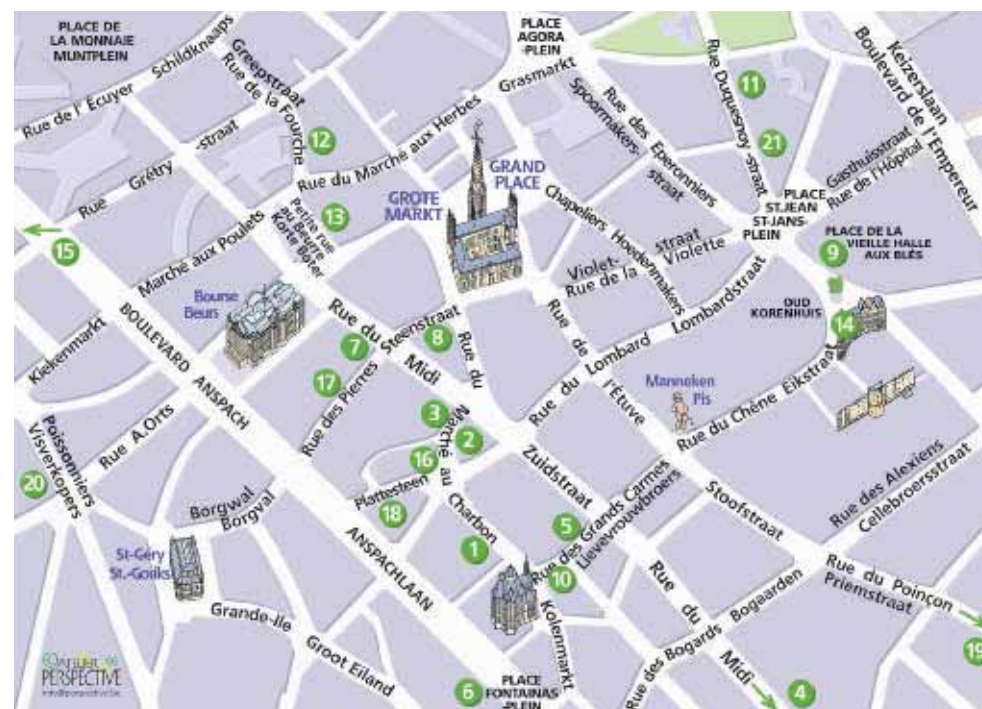 PLACE DE
LA MONNAIE
MUNTPLEIN
Rue de l' Ecuyer
Schildknaaps
Greepstraat
Rue de la Fourche
PLACE
AGORA
-PLEIN
Grasmarkt
Rue Duquesnoy -straat
Keizerslaan
Boulevard de l'Empereur
11
12
21
Rue des Eperonniers
Spoormakers-
straat
Gasthuisstraat
Rue de l'Hôpital
Rue Grétry -straat
Rue du Marché aux Herbes
GRAND
PLACE
GROTE
MARKT
13
Petite rue
au Beurre
Korte Boter
Chapeliers Hoedenmakers
PLACE
ST.JEAN
ST-JANS-
PLEIN
15
Marché aux Poulets
Violet- straat
Rue de la Violette
9
PLACE DE LA
VIEILLE HALLE
AUX BLÉS
Bourse
Beurs
OUD
KORENHUIS
14
Kiekenmarkt
BOULEVARD ANSPACH
Rue du Midi
7
Steenstraat
8
Rue du
Rue de l'Étuve
Rue du Lombard Lombardstraat
17
Rue des Pierres
Manneken
Pis
Rue du Chêne Eikstraat
Rue A.Orts
3
2
Marché au Charbon
16
Poissonniers
Visverkopers
20
Plattesteen
18
Zuidstraat
Rue des Alexiens
Cellebroersstraat
Borgwal
Borgval
1
5
Rue des Grands Carmes
Lievevrouwbroers
Stoofstraat
St-Géry
St.-Goriks
ANSPACHLAAN
10
Rue du
Rue du Poinçon
Priemstraat
Grande-Ile
Groot Eiland
Kolenmarkt
Rue des Bogards Bogaarden
19
ATELIER
PERSPECTIVE
info@perspective.be
6
PLACE
FONTAINAS
-PLEIN
Midi
4